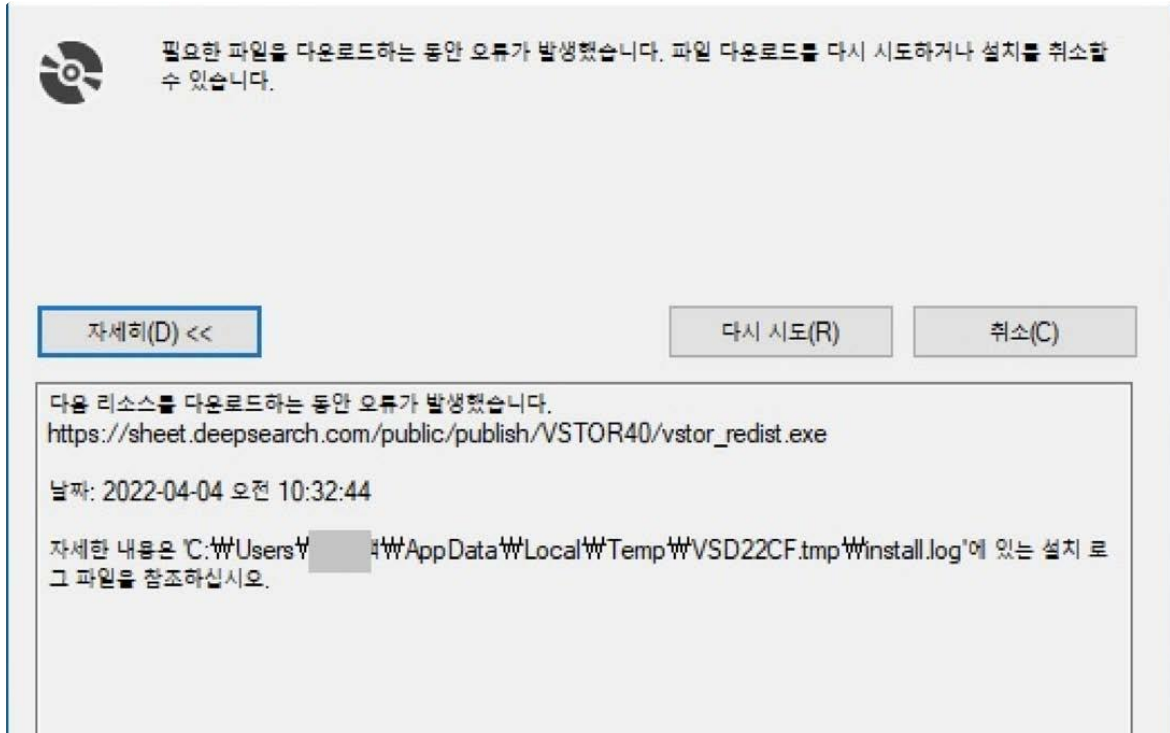 필요한 파일을 다운로드하는 동안 오류가 발생했습니다. 파일 다운로드를 다시 시도하거나 설치를 취소할
수 있습니다.
자세히(D) <<
다시 시도(R)
취소(C)
다음 리소스를 다운로드하는 동안 오류가 발생했습니다.
https://sheet.deepsearch.com/public/publish/VSTOR40/vstor_redist.exe
날짜: 2022-04-04 오전 10:32:44
자세한 내용은 'C:₩Users₩ ₩AppData₩Local₩Temp₩VSD22CF.tmp₩install.log'에 있는 설치 로
그 파일을 참조하십시오.